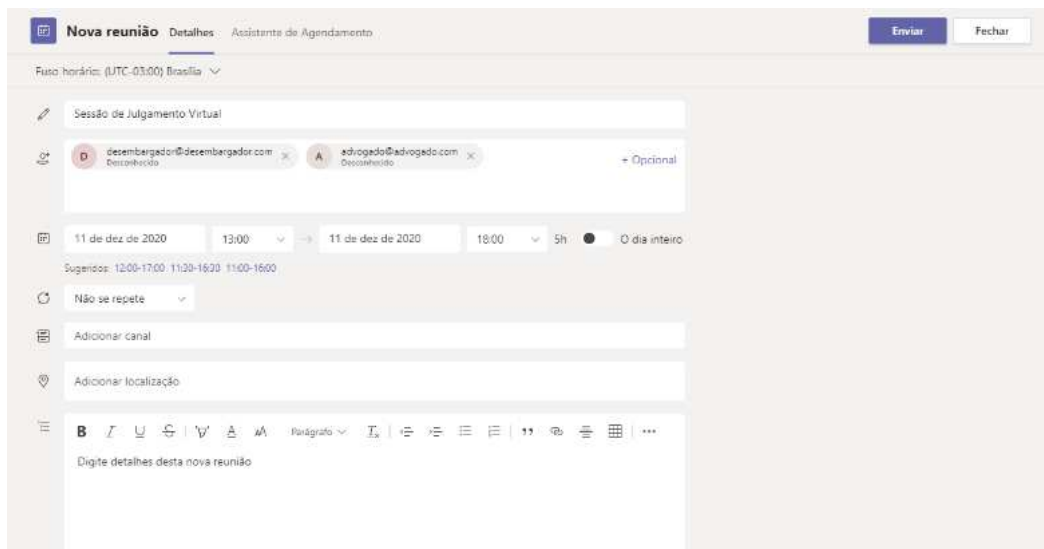 Nova reunião Detalhes Assistente de Agendamento Enviar Fechar
Fuso horário: (UTC-03:00) Brasília
Sessão de Julgamento Virtual
D desembargador@desembargador.com A advogado@advogado.com + Opcional
Desconhecido Desconhecido
11 de dez de 2020 13:00 → 11 de dez de 2020 18:00 5h O dia inteiro
Sugeridos: 12:00-17:00 11:30-16:30 11:00-16:00
Não se repete
Adicionar canal
Adicionar localização
B I U S A A AA Parágrafo Tx
Digite detalhes desta nova reunião